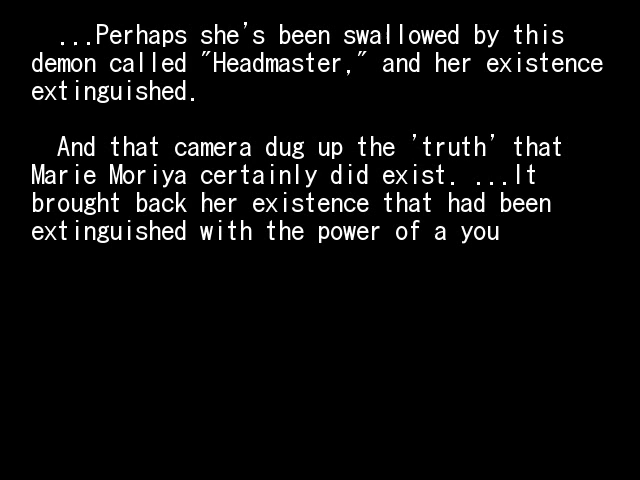 ...Perhaps she's been swallowed by this
demon called "Headmaster," and her existence
extinguished.
And that camera dug up the 'truth' that
Marie Moriya certainly did exist. ...It
brought back her existence that had been
extinguished with the power of a you